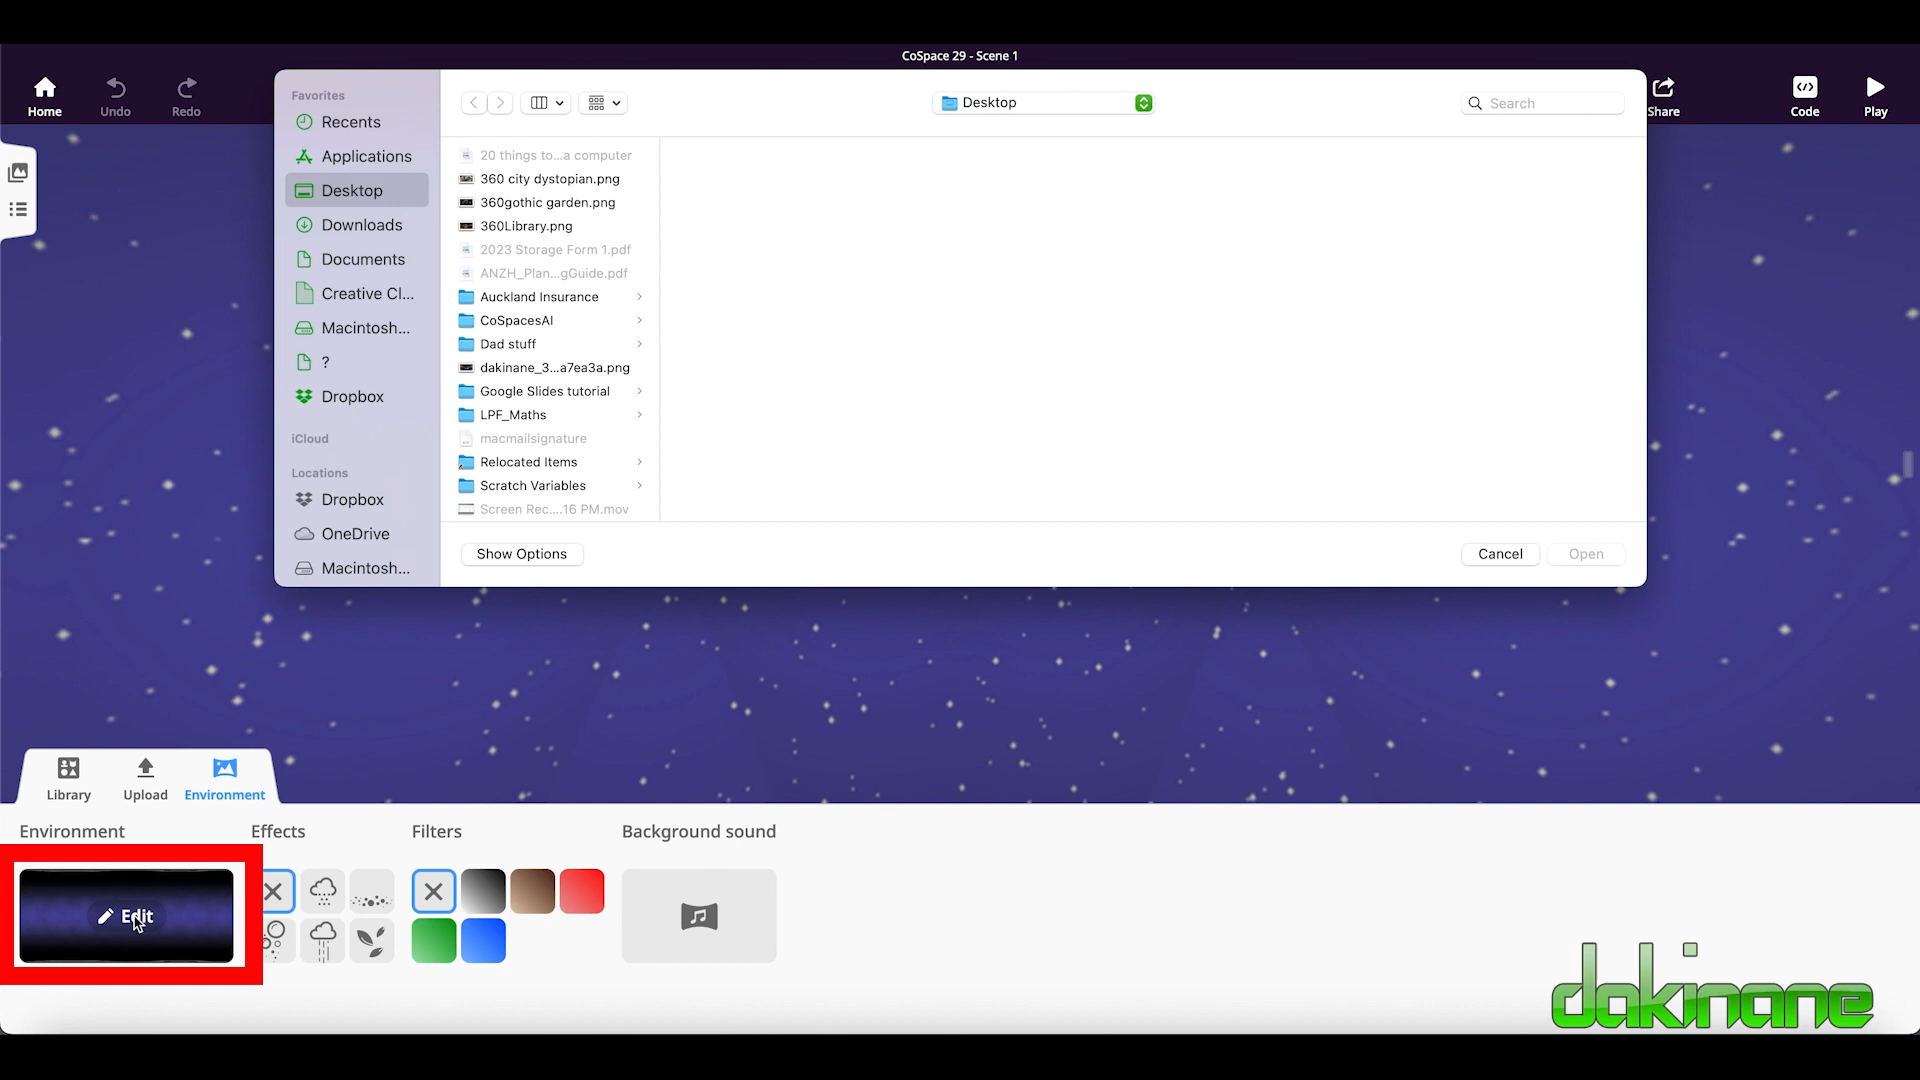 CoSpace 29 - Scene 1
Home
Undo
Redo
Share
Code
Play
Favorites
Recents
Applications
Desktop
Downloads
Documents
Creative Cl...
Macintosh...
?
Dropbox
iCloud
Locations
Dropbox
OneDrive
Macintosh...
Desktop
Search
20 things to...a computer
360 city dystopian.png
360gothic garden.png
360Library.png
2023 Storage Form 1.pdf
ANZH_Plan...gGuide.pdf
Auckland Insurance
CoSpacesAI
Dad stuff
dakinane_3...a7ea3a.png
Google Slides tutorial
LPF_Maths
macmailsignature
Relocated Items
Scratch Variables
Screen Rec....16 PM.mov
Show Options
Cancel
Open
Library
Upload
Environment
Environment
Effects
Filters
Background sound
Edit
dakinane